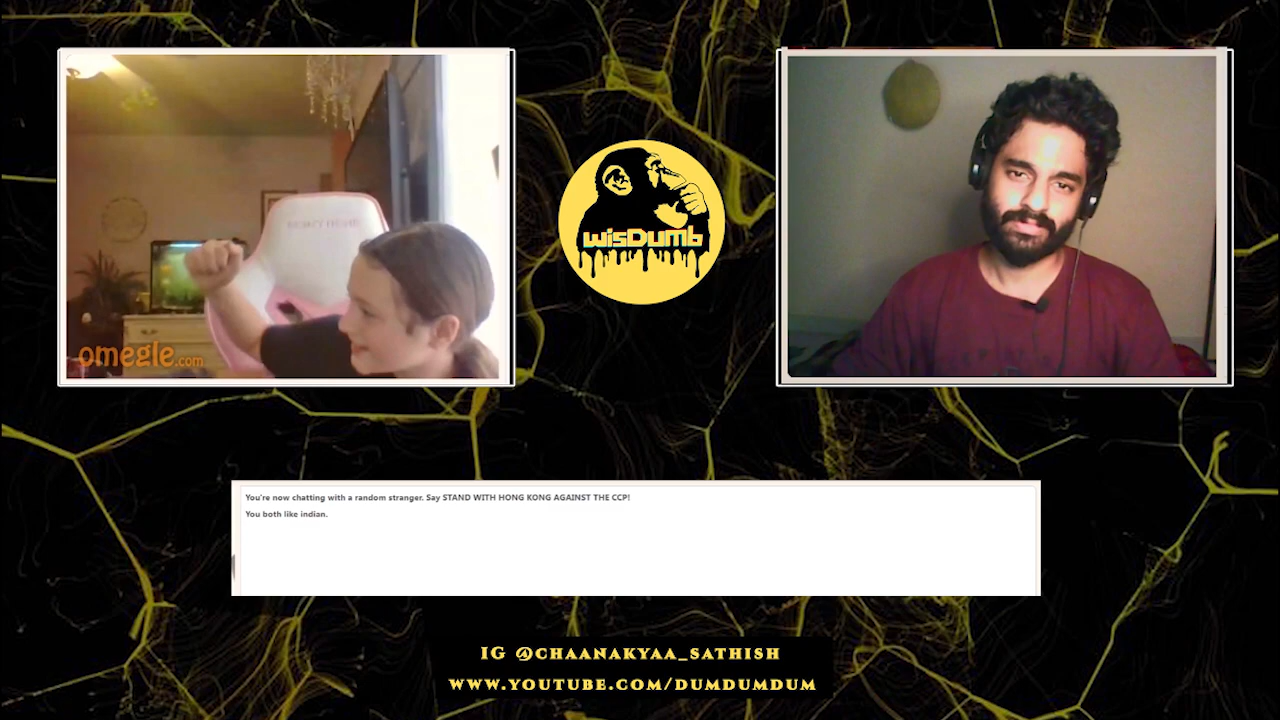 omegle.com
wisDumb
You're now chatting with a random stranger. Say STAND WITH HONG KONG AGAINST THE CCP!
You both like indian.
IG @CHAANAKYAA_SATHISH
WWW.YOUTUBE.COM/DUMDUMDUM